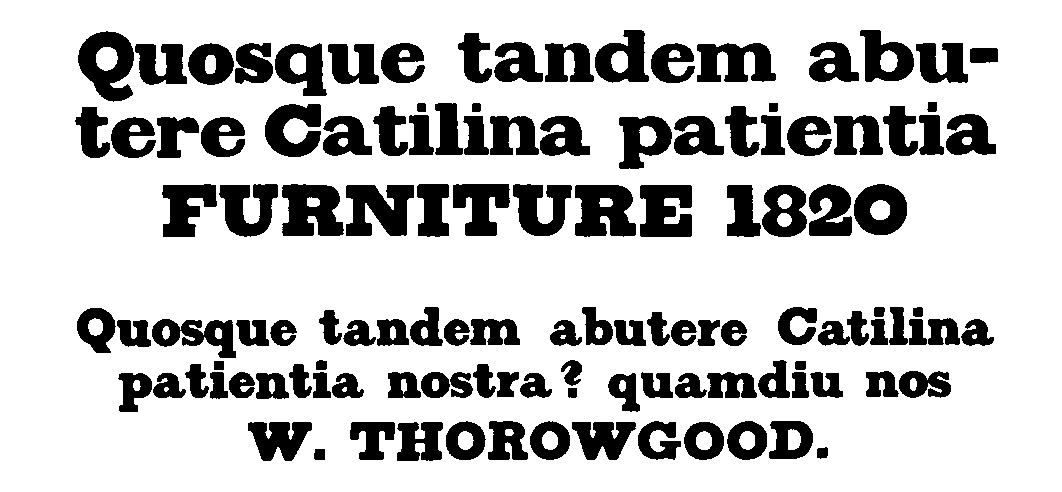 Quosque tandem abu-
tere Catilina patientia
FURNITURE 1820
Quosque tandem abutere Catilina
patientia nostra? quamdiu nos
W. THOROWGOOD.